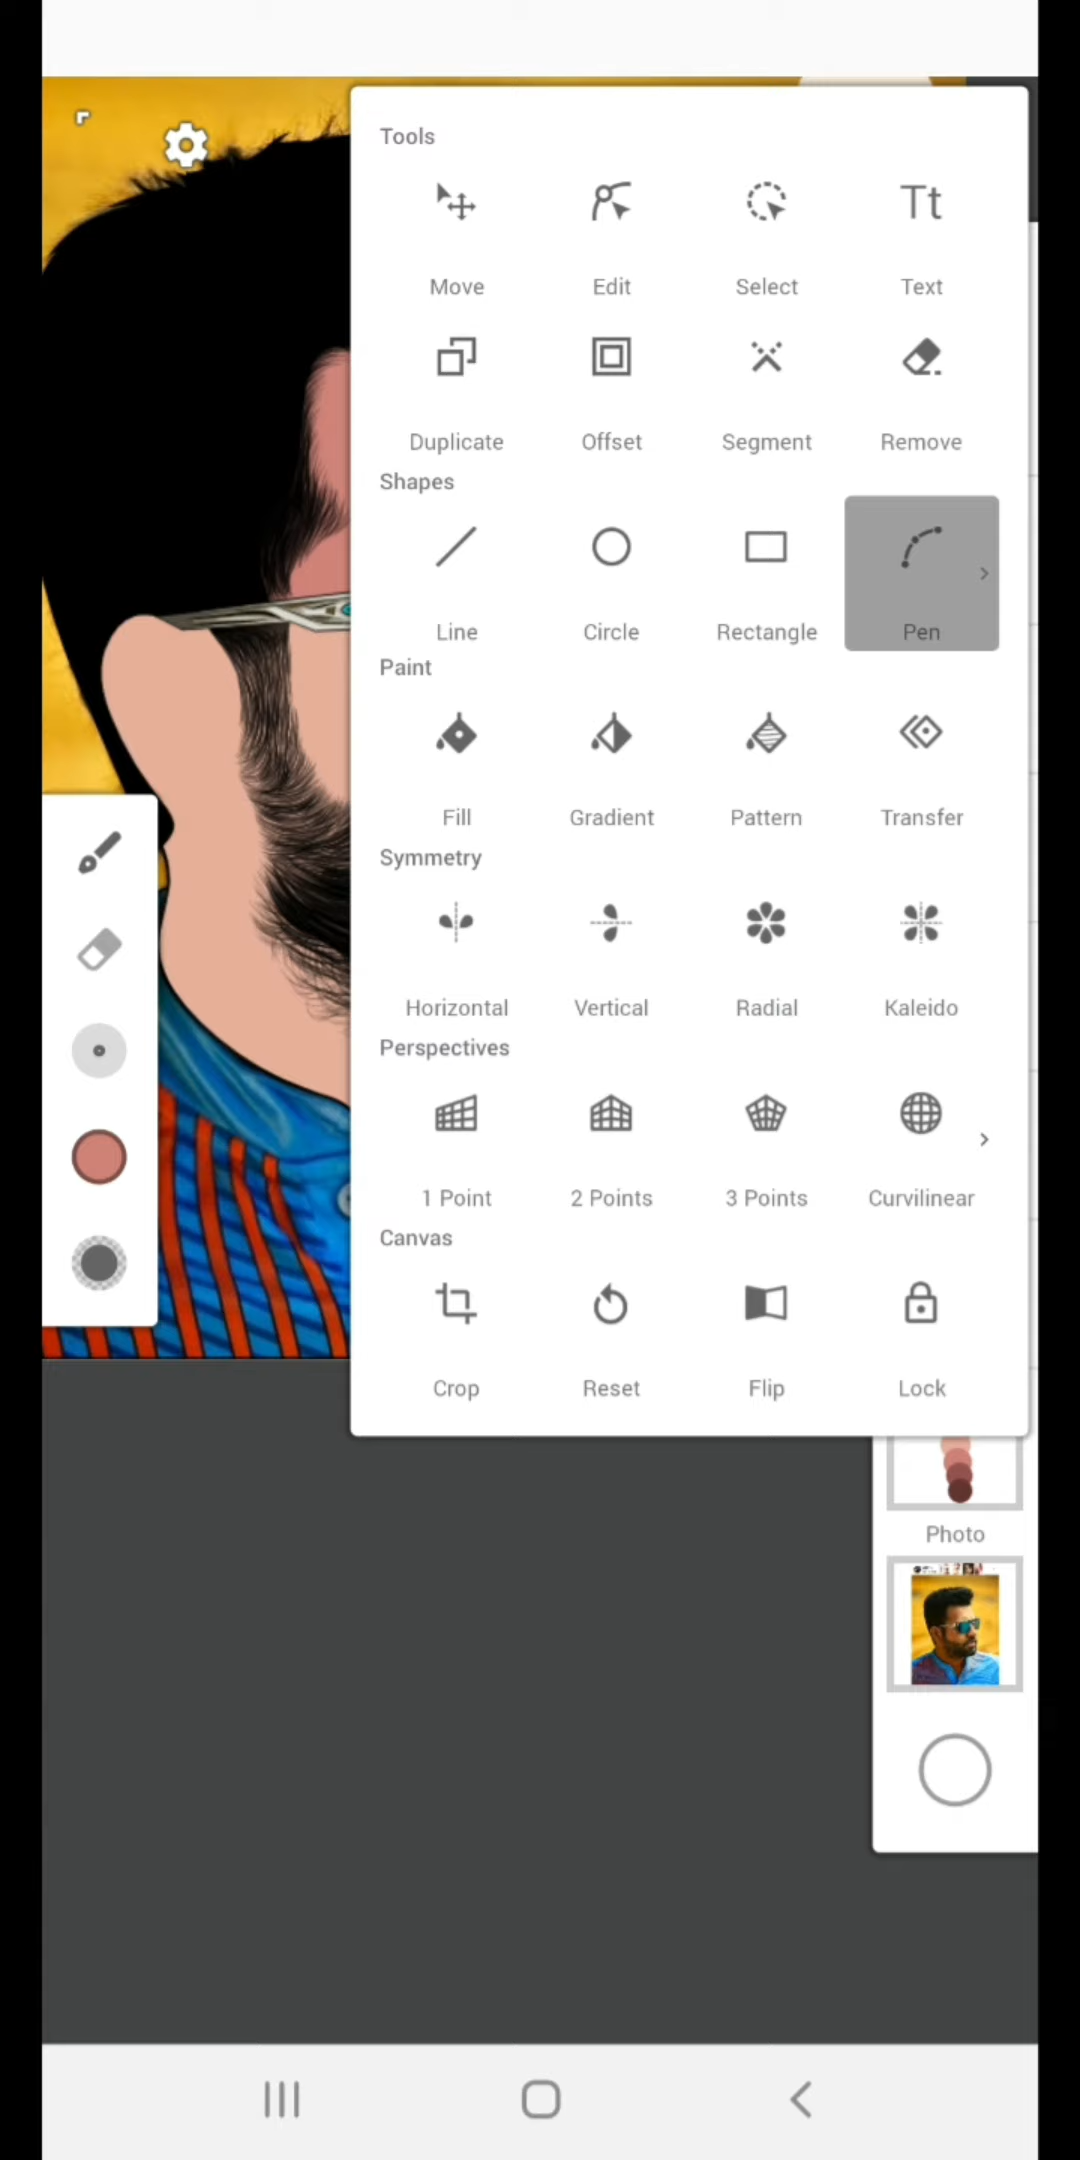 Tools
Move Edit Select Text
Duplicate Offset Segment Remove
Shapes
Line Circle Rectangle Pen
Paint
Fill Gradient Pattern Transfer
Symmetry
Horizontal Vertical Radial Kaleido
Perspectives
1 Point 2 Points 3 Points Curvilinear
Canvas
Crop Reset Flip Lock
Photo